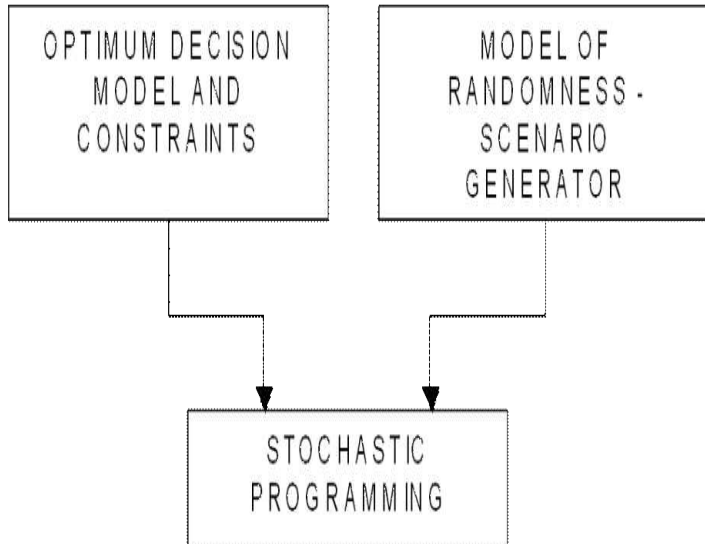 OPTIMUM DECISION
MODEL AND
CONSTRAINTS
MODEL OF
RANDOMNESS -
SCENARIO
GENERATOR
STOCHASTIC
PROGRAMMING